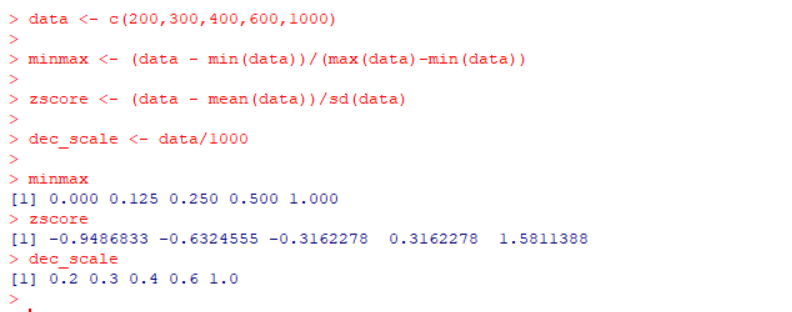 > data <- c(200,300,400,600,1000)
>
> minmax <- (data - min(data))/(max(data)-min(data))
>
> zscore <- (data - mean(data))/sd(data)
>
> dec_scale <- data/1000
>
> minmax
[1] 0.000 0.125 0.250 0.500 1.000
> zscore
[1] -0.9486833 -0.6324555 -0.3162278  0.3162278  1.5811388
> dec_scale
[1] 0.2 0.3 0.4 0.6 1.0
>